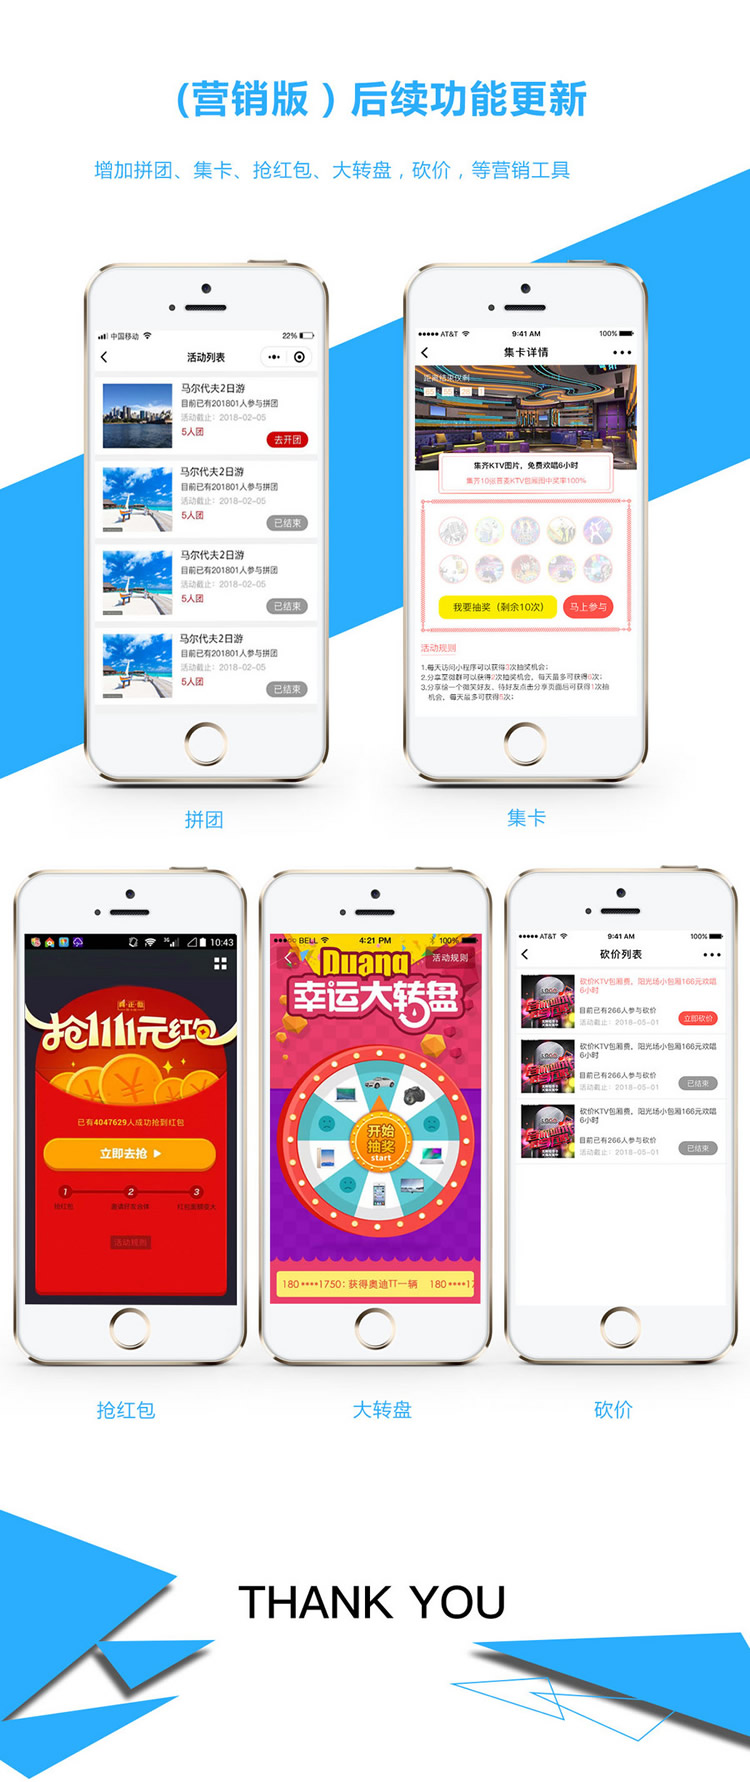 (营销版)后续功能更新
增加拼团、集卡、抢红包、大转盘,砍价,等营销工具
中国移动 22%
活动列表
马尔代夫2日游
目前已有201801人参与拼团
活动截止:2018-02-05
5人团
去开团
马尔代夫2日游
目前已有201801人参与拼团
活动截止:2018-02-05
5人团
已结束
马尔代夫2日游
目前已有201801人参与拼团
活动截止:2018-02-05
5人团
已结束
马尔代夫2日游
目前已有201801人参与拼团
活动截止:2018-02-05
5人团
已结束
AT&T 9:41 AM 100%
集卡详情
距离结束仅剩
集齐KTV图片,免费欢唱6小时
集齐10张普美KTV包厢图中奖率100%
我要抽奖(剩余10次)
马上参与
活动规则
1.每天访问小程序可以获得3次抽奖机会;
2.分享至微群可以获得2次抽奖机会,每天最多可获得6次;
3.分享给一个微笑好友,待好友点击分享页面后可获得1次抽
机会,每天最多可获得5次;
拼团
集卡
3G 10:43
抢1111元红包
已有4047629人成功抢到红包
立即去抢
1 2 3
抢红包
活动规则
BELL 4:21 PM 100%
活动规则
Duang
幸运大转盘
开始
抽奖
start
180****1750:获得奥迪TT一辆 180****17
AT&T 9:41 AM 100%
砍价列表
砍价KTV包厢费,阳光场小包厢166元欢唱
6小时
目前已有266人参与砍价
活动截止:2018-05-01
立即砍价
砍价KTV包厢费,阳光场小包厢166元欢唱
6小时
目前已有266人参与砍价
活动截止:2018-05-01
已结束
砍价KTV包厢费,阳光场小包厢166元欢唱
6小时
目前已有266人参与砍价
活动截止:2018-05-01
已结束
抢红包
大转盘
砍价
THANK YOU